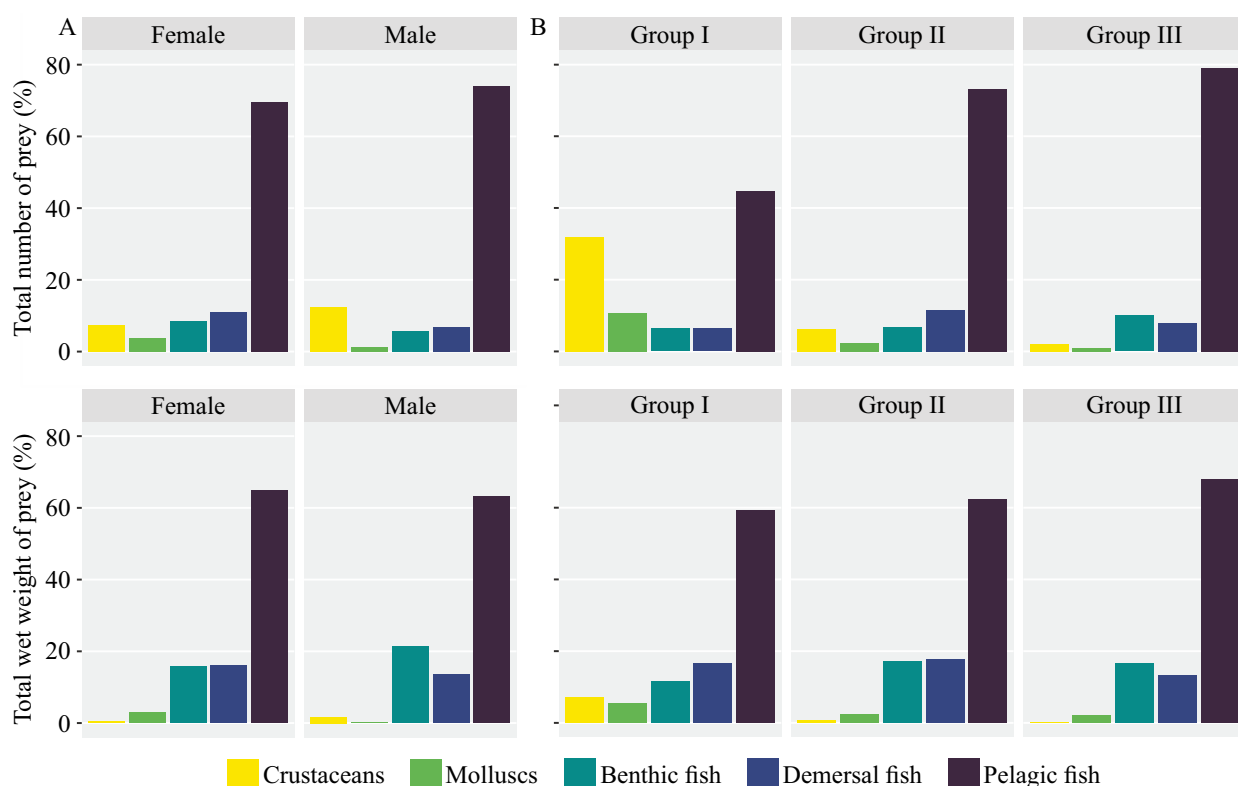 A
Female
Male
B
Group I
Group II
Group III
Total number of prey (%)
80
60
40
20
0
Female
Male
Group I
Group II
Group III
Total wet weight of prey (%)
80
60
40
20
0
Crustaceans
Molluscs
Benthic fish
Demersal fish
Pelagic fish